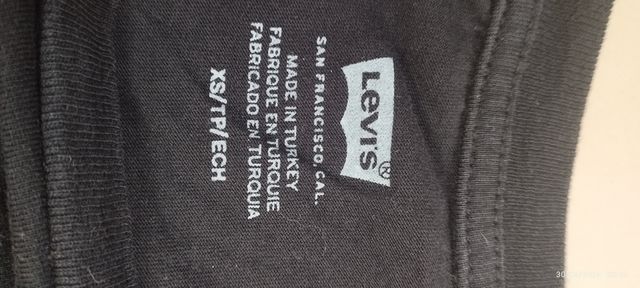 Levi's®
SAN FRANCISCO, CAL.
MADE IN TURKEY
FABRIQUE EN TURQUIE
FABRICADO EN TURQUIA
XS/TP/ECH